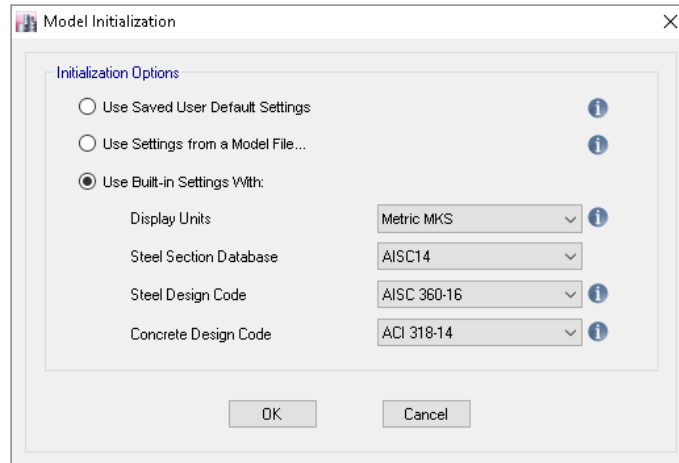 Model Initialization
Initialization Options
Use Saved User Default Settings
Use Settings from a Model File...
Use Built-in Settings With:
Display Units Metric MKS
Steel Section Database AISC14
Steel Design Code AISC 360-16
Concrete Design Code ACI 318-14
OK Cancel